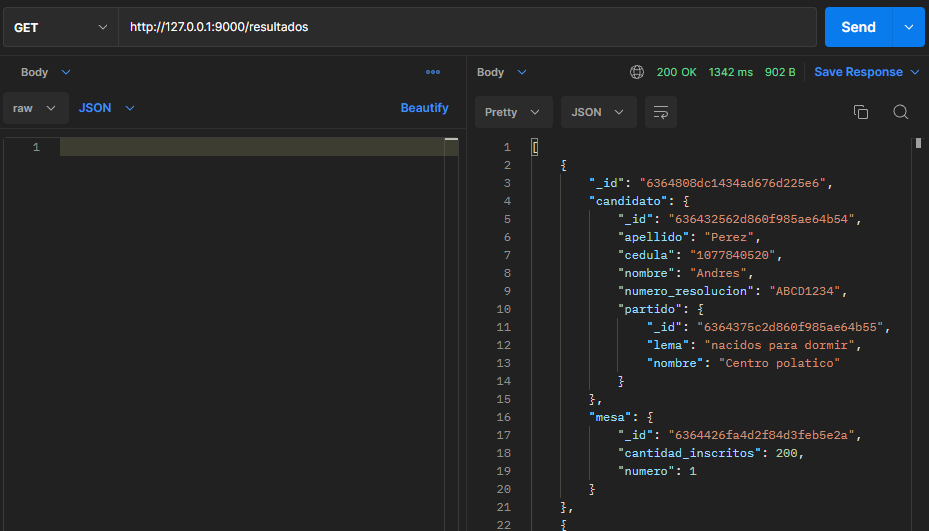 GET http://127.0.0.1:9000/resultados Send
Body
raw JSON Beautify
1
Body 200 OK 1342 ms 902 B Save Response
Pretty JSON
1 [
2 {
3 "_id": "6364808dc1434ad676d225e6",
4 "candidato": {
5 "_id": "636432562d860f985ae64b54",
6 "apellido": "Perez",
7 "cedula": "1077840520",
8 "nombre": "Andres",
9 "numero_resolucion": "ABCD1234",
10 "partido": {
11 "_id": "6364375c2d860f985ae64b55",
12 "lema": "nacidos para dormir",
13 "nombre": "Centro polatico"
14 }
15 },
16 "mesa": {
17 "_id": "6364426fa4d2f84d3feb5e2a",
18 "cantidad_inscritos": 200,
19 "numero": 1
20 }
21 },
22 {